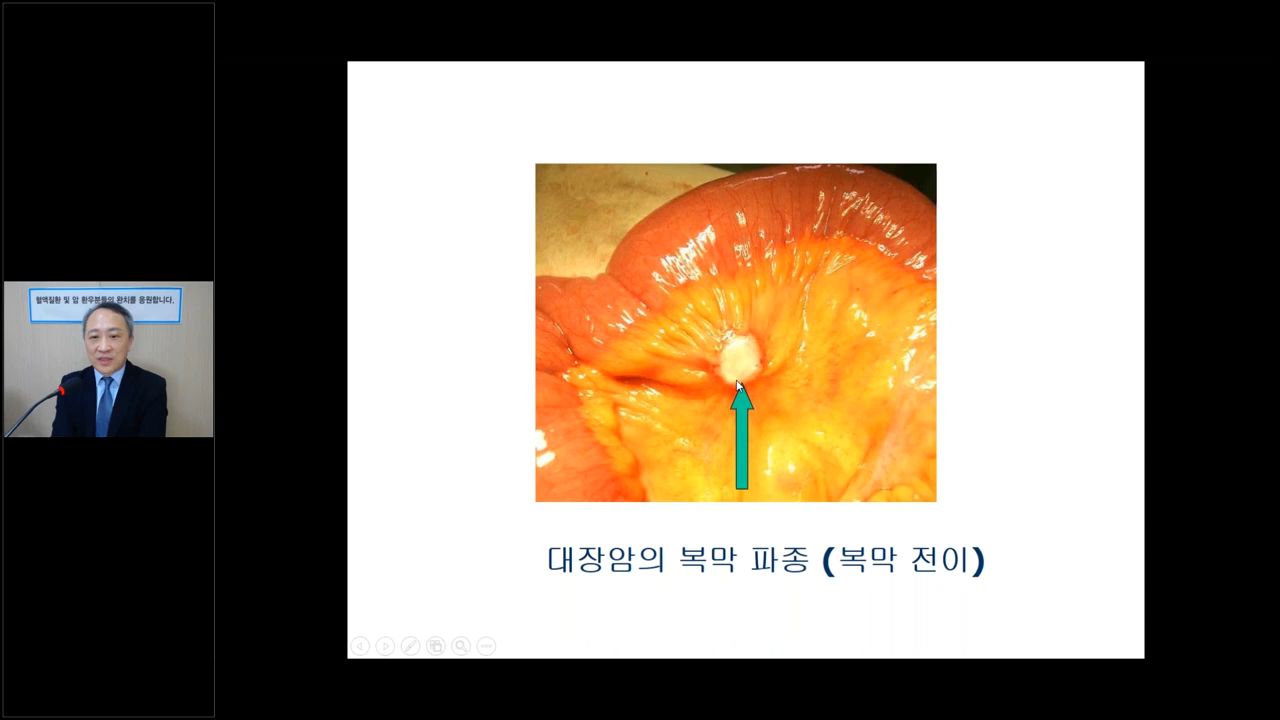 혈액질환 및 암 환우분들의 완치를 응원합니다.
대장암의 복막 파종 (복막 전이)